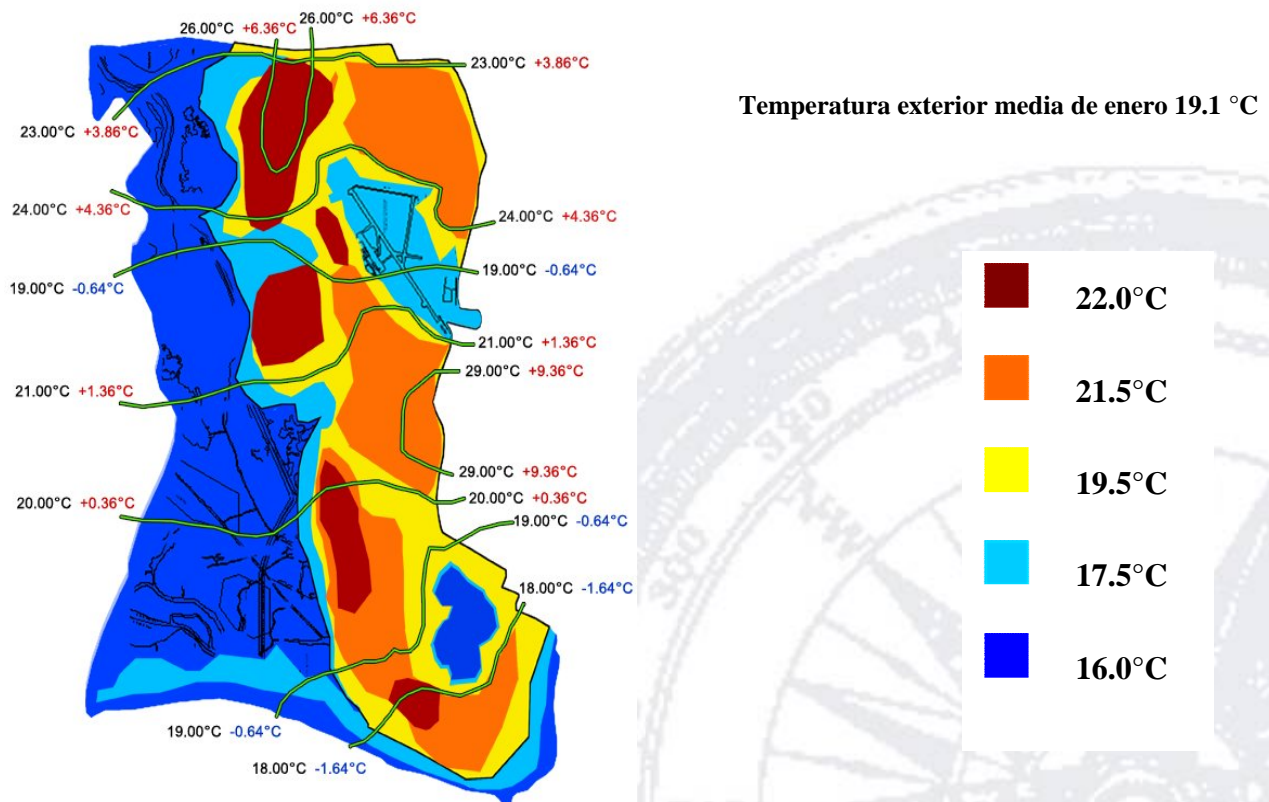 26.00°C +6.36°C
26.00°C +6.36°C
23.00°C +3.86°C
23.00°C +3.86°C
24.00°C +4.36°C
24.00°C +4.36°C
19.00°C -0.64°C
19.00°C -0.64°C
21.00°C +1.36°C
29.00°C +9.36°C
21.00°C +1.36°C
29.00°C +9.36°C
20.00°C +0.36°C
20.00°C +0.36°C
19.00°C -0.64°C
18.00°C -1.64°C
19.00°C -0.64°C
18.00°C -1.64°C
Temperatura exterior media de enero 19.1 °C
22.0°C
21.5°C
19.5°C
17.5°C
16.0°C
340
NW